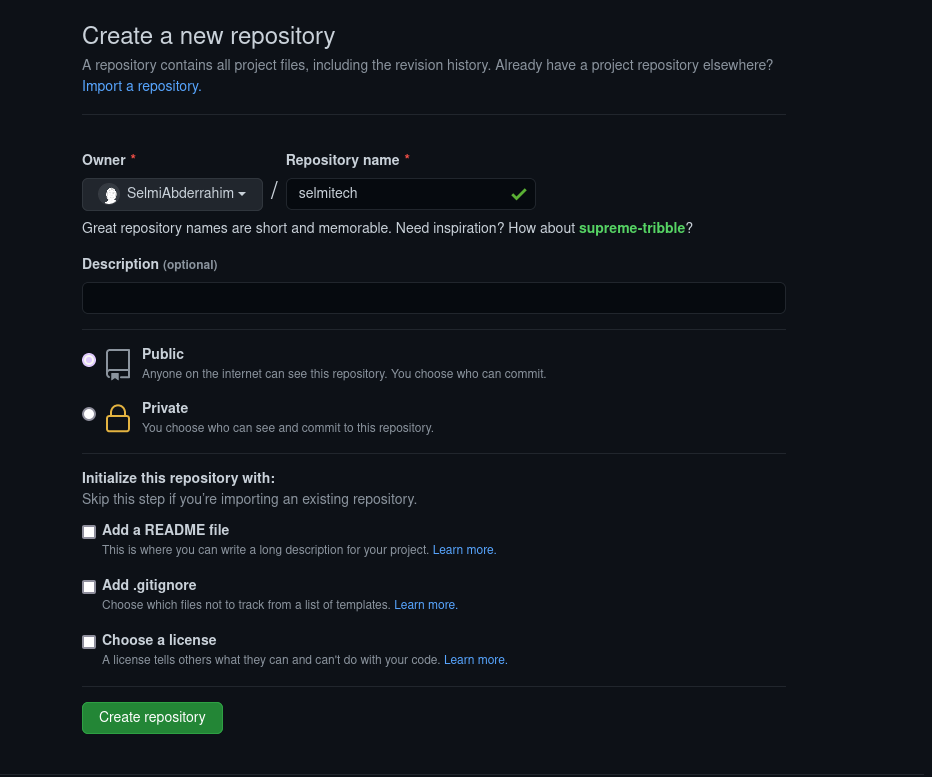 Create a new repository
A repository contains all project files, including the revision history. Already have a project repository elsewhere?
Import a repository.
Owner * Repository name *
SelmiAbderrahim / selmitech
Great repository names are short and memorable. Need inspiration? How about supreme-tribble?
Description (optional)
Public
Anyone on the internet can see this repository. You choose who can commit.
Private
You choose who can see and commit to this repository.
Initialize this repository with:
Skip this step if you're importing an existing repository.
Add a README file
This is where you can write a long description for your project. Learn more.
Add .gitignore
Choose which files not to track from a list of templates. Learn more.
Choose a license
A license tells others what they can and can't do with your code. Learn more.
Create repository